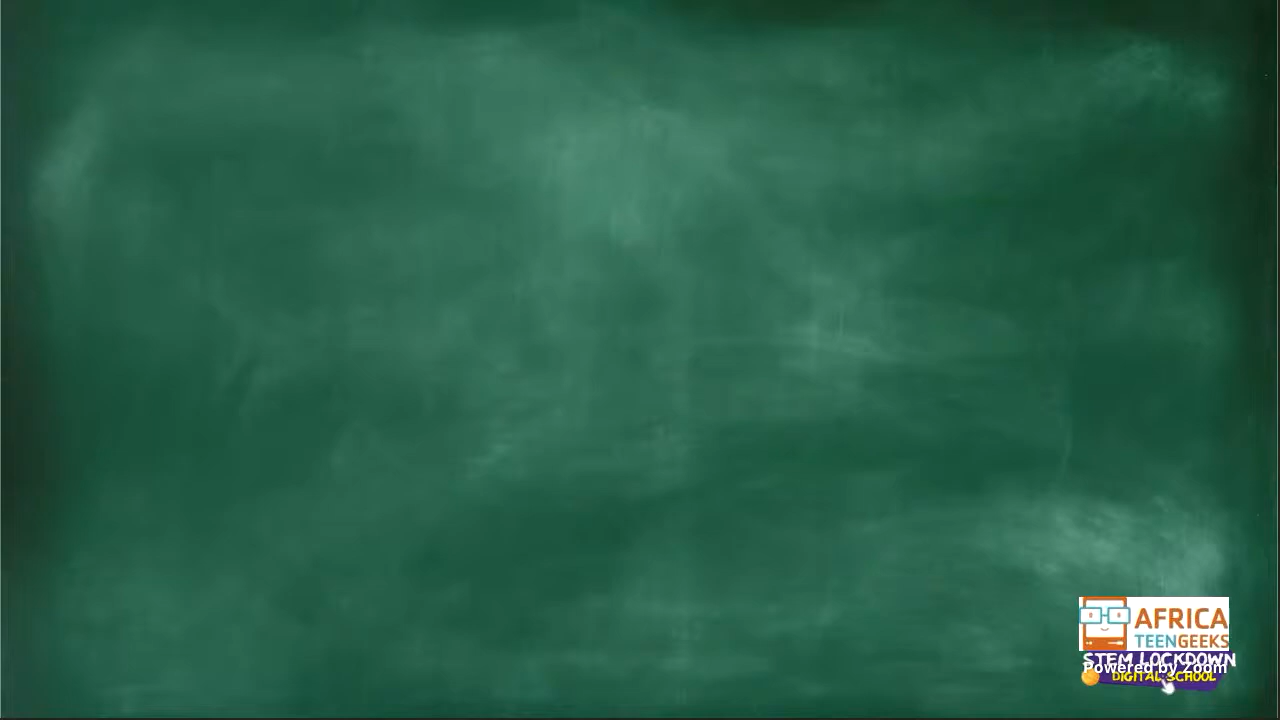 AFRICA
TEENGEEKS
STEM LOCKDOWN
Powered by Zoom
DIGITAL SCHOOL